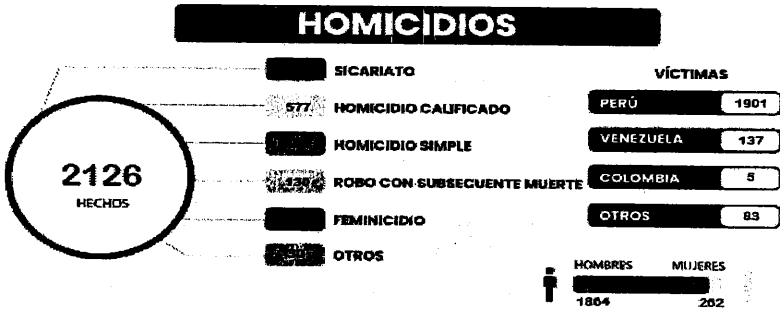 HOMICIDIOS
2126
HECHOS
SICARIATO
577 HOMICIDIO CALIFICADO
HOMICIDIO SIMPLE
ROBO CON SUBSECUENTE MUERTE
FEMINICIDIO
OTROS
VÍCTIMAS
PERÚ 1901
VENEZUELA 137
COLOMBIA 5
OTROS 83
HOMBRES MUJERES
1864 262